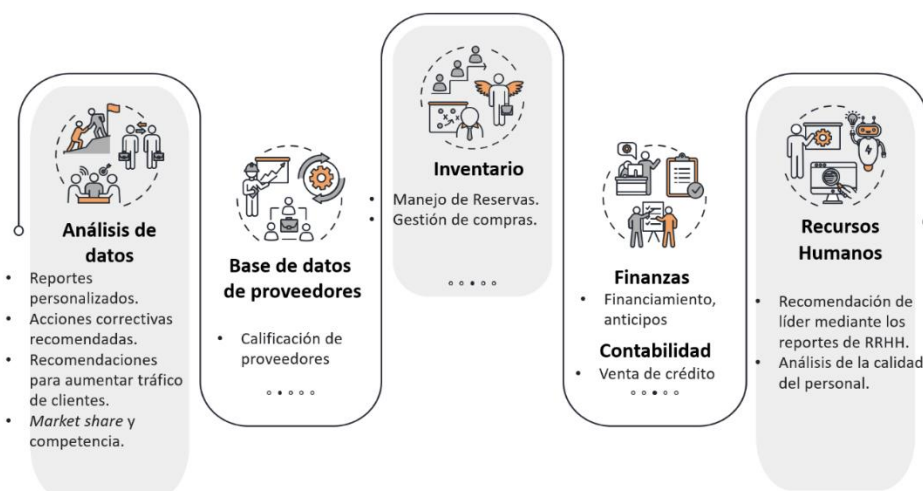 Análisis de
datos
• Reportes
personalizados.
• Acciones correctivas
recomendadas.
• Recomendaciones
para aumentar tráfico
de clientes.
• Market share y
competencia.
Base de datos
de proveedores
• Calificación de
proveedores
Inventario
• Manejo de Reservas.
• Gestión de compras.
Finanzas
• Financiamiento,
anticipos
Contabilidad
• Venta de crédito
Recursos
Humanos
• Recomendación de
líder mediante los
reportes de RRHH.
• Análisis de la calidad
del personal.